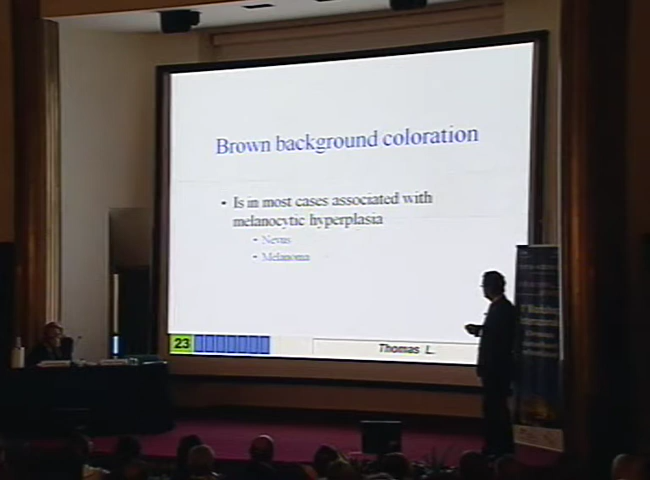 Brown background coloration
• Is in most cases associated with
melanocytic hyperplasia
• Nevus
• Melanoma
23
Thomas L.